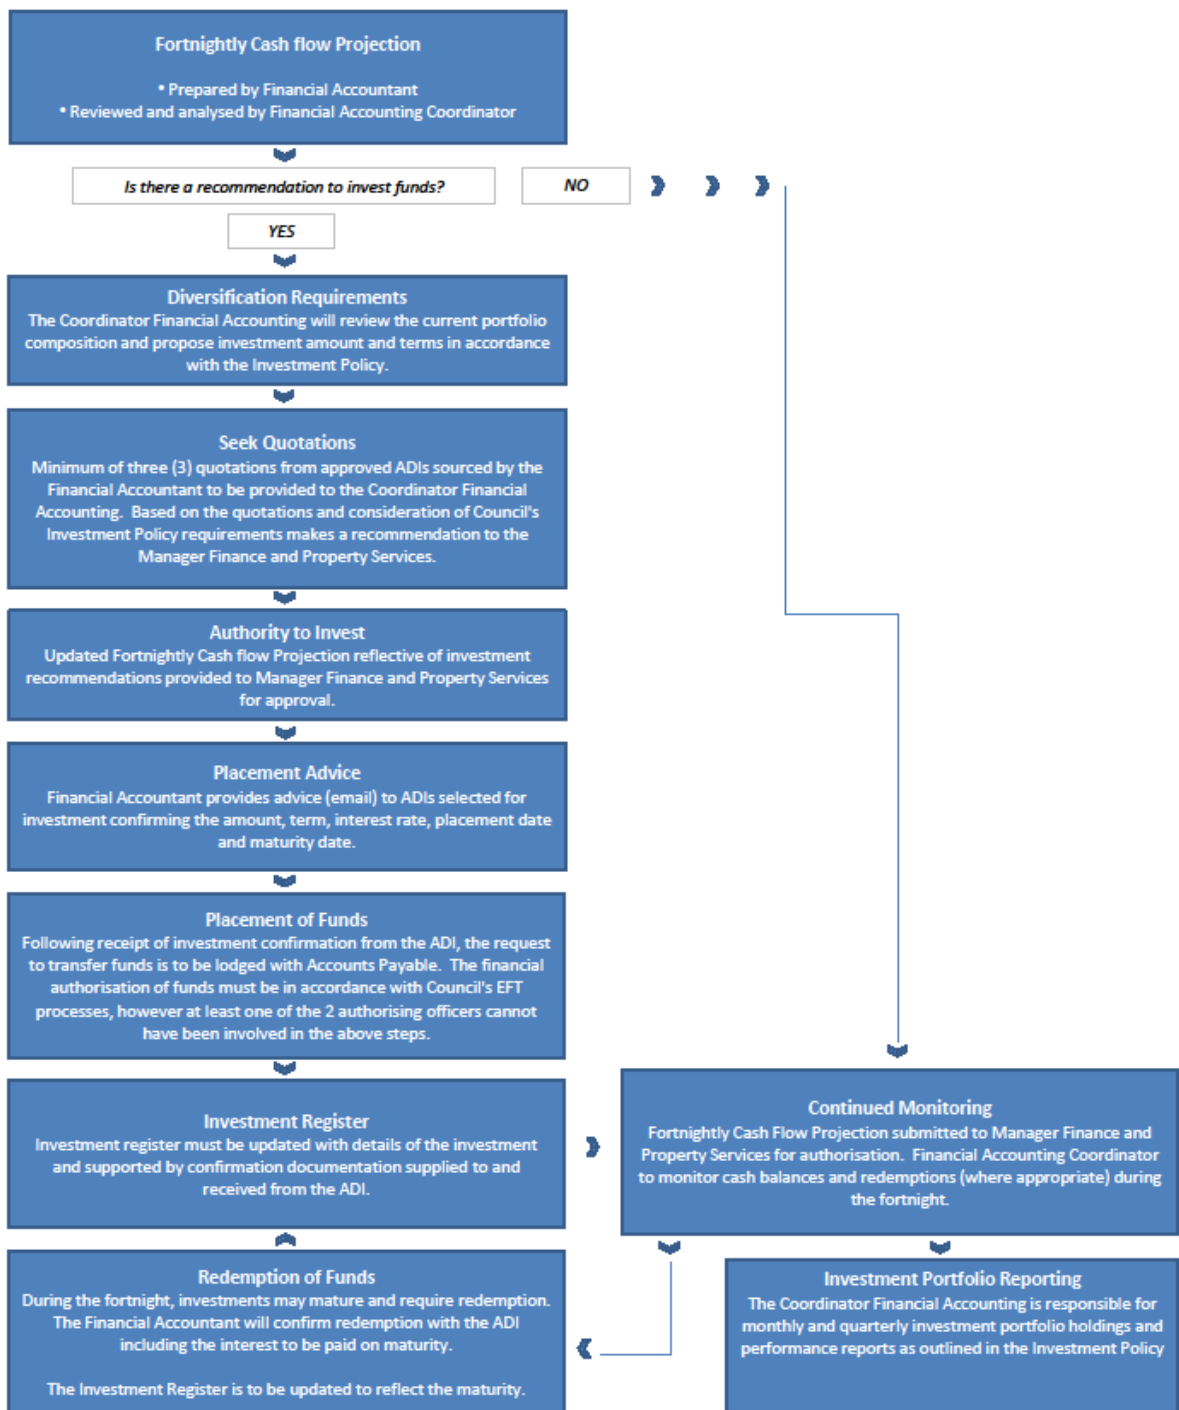 Fortnightly Cash flow Projection
• Prepared by Financial Accountant
• Reviewed and analysed by Financial Accounting Coordinator
Is there a recommendation to invest funds?
NO
YES
Diversification Requirements
The Coordinator Financial Accounting will review the current portfolio
composition and propose investment amount and terms in accordance
with the Investment Policy.
Seek Quotations
Minimum of three (3) quotations from approved ADIs sourced by the
Financial Accountant to be provided to the Coordinator Financial
Accounting.  Based on the quotations and consideration of Council's
Investment Policy requirements makes a recommendation to the
Manager Finance and Property Services.
Authority to Invest
Updated Fortnightly Cash flow Projection reflective of investment
recommendations provided to Manager Finance and Property Services
for approval.
Placement Advice
Financial Accountant provides advice (email) to ADIs selected for
investment confirming the amount, term, interest rate, placement date
and maturity date.
Placement of Funds
Following receipt of investment confirmation from the ADI, the request
to transfer funds is to be lodged with Accounts Payable.  The financial
authorisation of funds must be in accordance with Council's EFT
processes, however at least one of the 2 authorising officers cannot
have been involved in the above steps.
Investment Register
Investment register must be updated with details of the investment
and supported by confirmation documentation supplied to and
received from the ADI.
Continued Monitoring
Fortnightly Cash Flow Projection submitted to Manager Finance and
Property Services for authorisation.  Financial Accounting Coordinator
to monitor cash balances and redemptions (where appropriate) during
the fortnight.
Redemption of Funds
During the fortnight, investments may mature and require redemption.
The Financial Accountant will confirm redemption with the ADI
including the interest to be paid on maturity.
The Investment Register is to be updated to reflect the maturity.
Investment Portfolio Reporting
The Coordinator Financial Accounting is responsible for
monthly and quarterly investment portfolio holdings and
performance reports as outlined in the Investment Policy